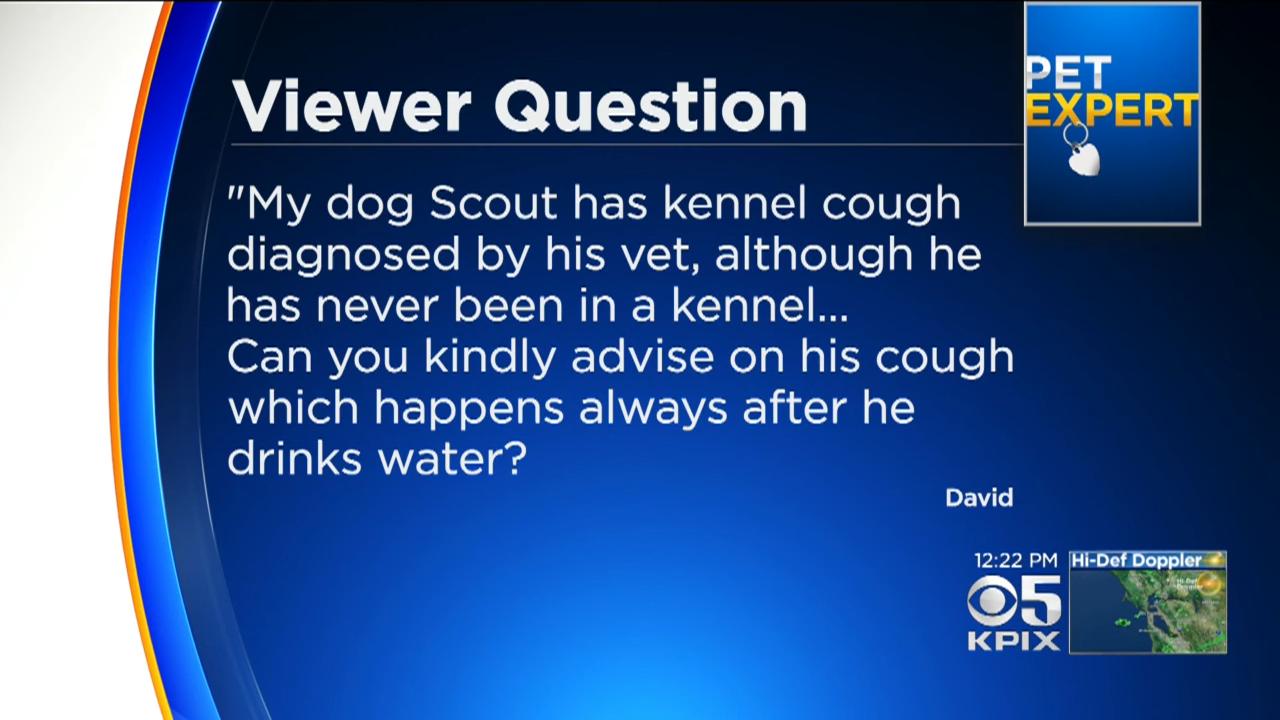 Viewer Question
PET
EXPERT
"My dog Scout has kennel cough
diagnosed by his vet, although he
has never been in a kennel...
Can you kindly advise on his cough
which happens always after he
drinks water?
David
12:22 PM
Hi-Def Doppler
5
KPIX